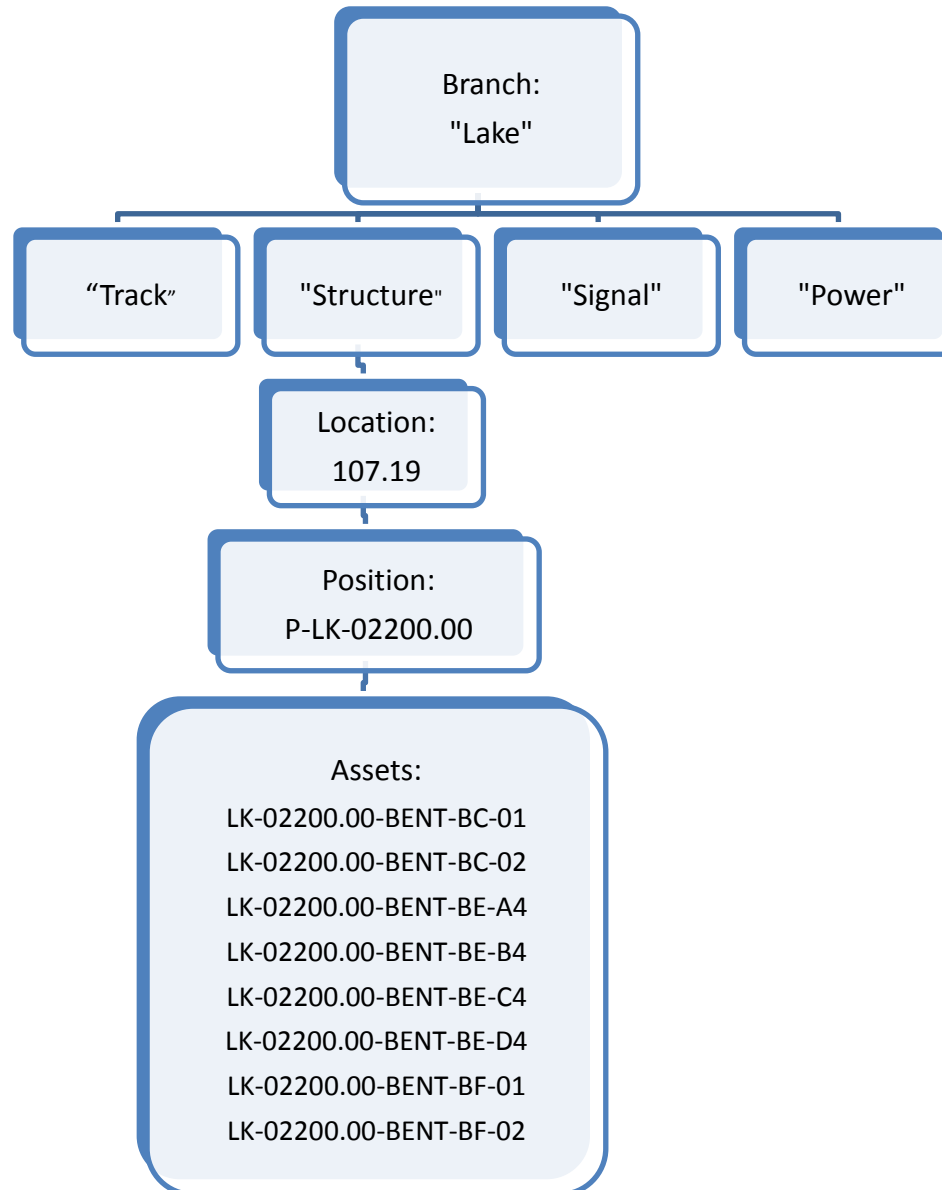 Branch:
"Lake"
“Track”
"Structure"
"Signal"
"Power"
Location:
107.19
Position:
P-LK-02200.00
Assets:
LK-02200.00-BENT-BC-01
LK-02200.00-BENT-BC-02
LK-02200.00-BENT-BE-A4
LK-02200.00-BENT-BE-B4
LK-02200.00-BENT-BE-C4
LK-02200.00-BENT-BE-D4
LK-02200.00-BENT-BF-01
LK-02200.00-BENT-BF-02